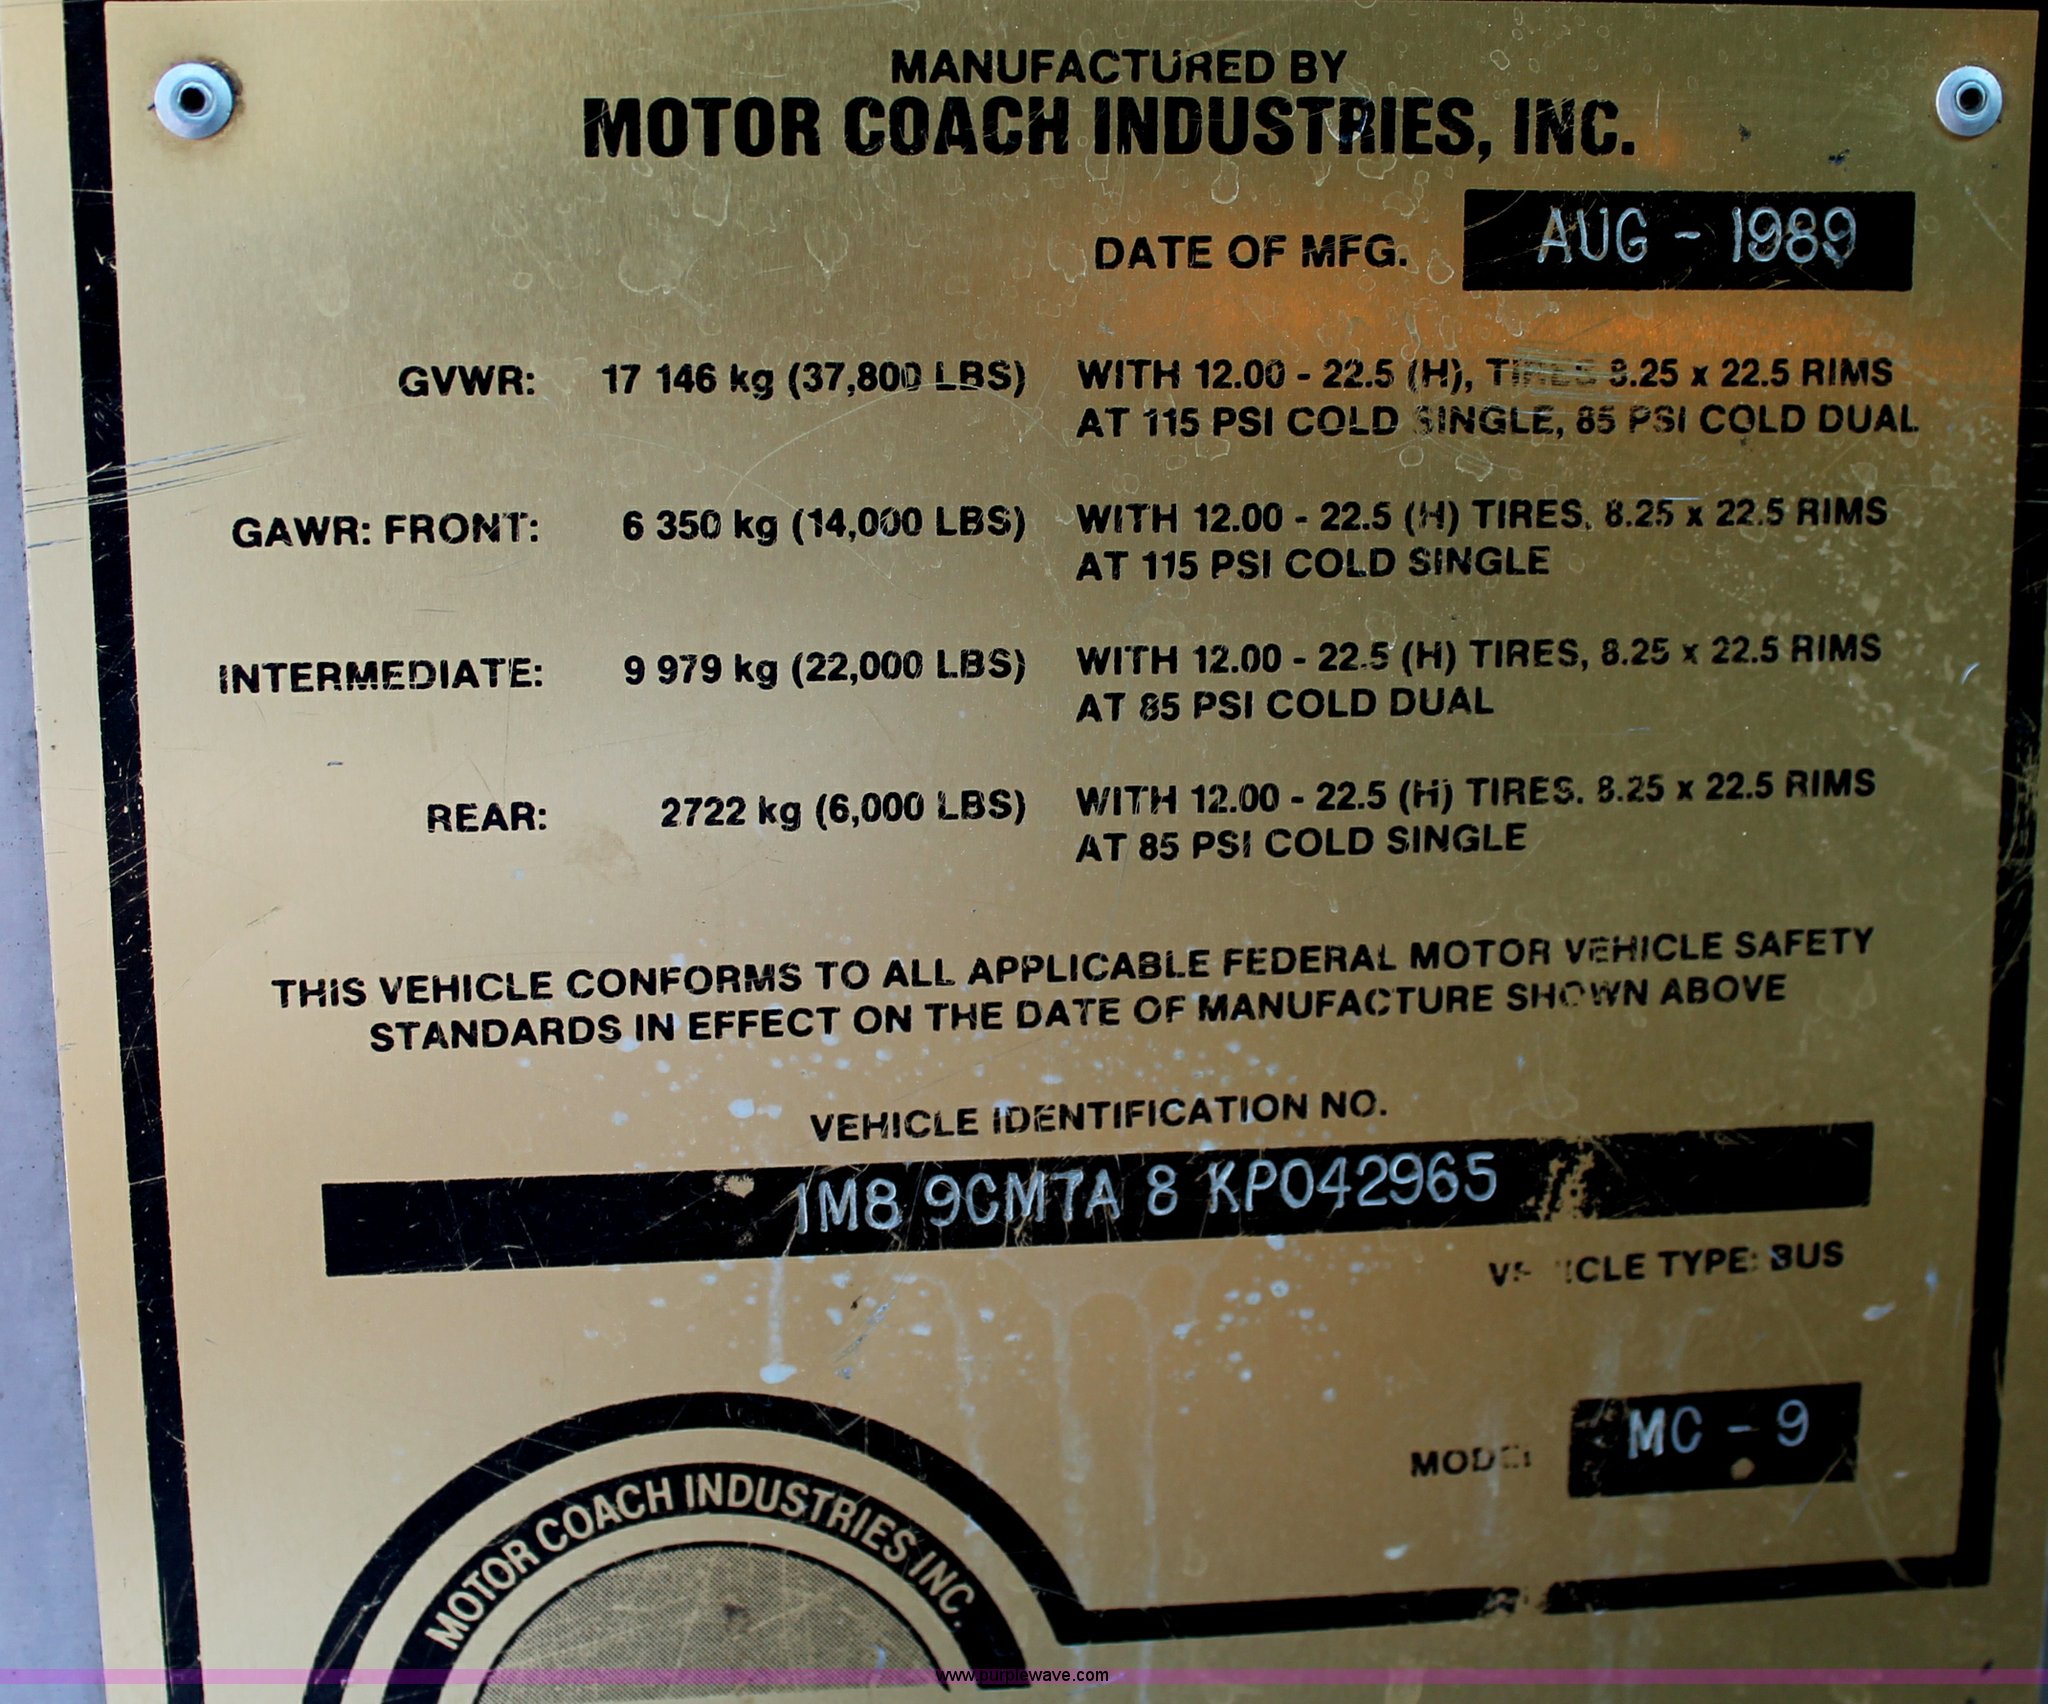 MANUFACTURED BY
MOTOR COACH INDUSTRIES, INC.
DATE OF MFG. AUG - 1989
GVWR: 17 146 kg (37,800 LBS) WITH 12.00 - 22.5 (H), TIRES 8.25 x 22.5 RIMS
AT 115 PSI COLD SINGLE, 85 PSI COLD DUAL
GAWR: FRONT: 6 350 kg (14,000 LBS) WITH 12.00 - 22.5 (H) TIRES, 8.25 x 22.5 RIMS
AT 115 PSI COLD SINGLE
INTERMEDIATE: 9 979 kg (22,000 LBS) WITH 12.00 - 22.5 (H) TIRES, 8.25 x 22.5 RIMS
AT 85 PSI COLD DUAL
REAR: 2722 kg (6,000 LBS) WITH 12.00 - 22.5 (H) TIRES. 8.25 x 22.5 RIMS
AT 85 PSI COLD SINGLE
THIS VEHICLE CONFORMS TO ALL APPLICABLE FEDERAL MOTOR VEHICLE SAFETY
STANDARDS IN EFFECT ON THE DATE OF MANUFACTURE SHOWN ABOVE
VEHICLE IDENTIFICATION NO.
1M8 9CM7A 8 KP042965
VEHICLE TYPE: BUS
MODEL MC - 9
MOTOR COACH INDUSTRIES INC.
www.purplewave.com